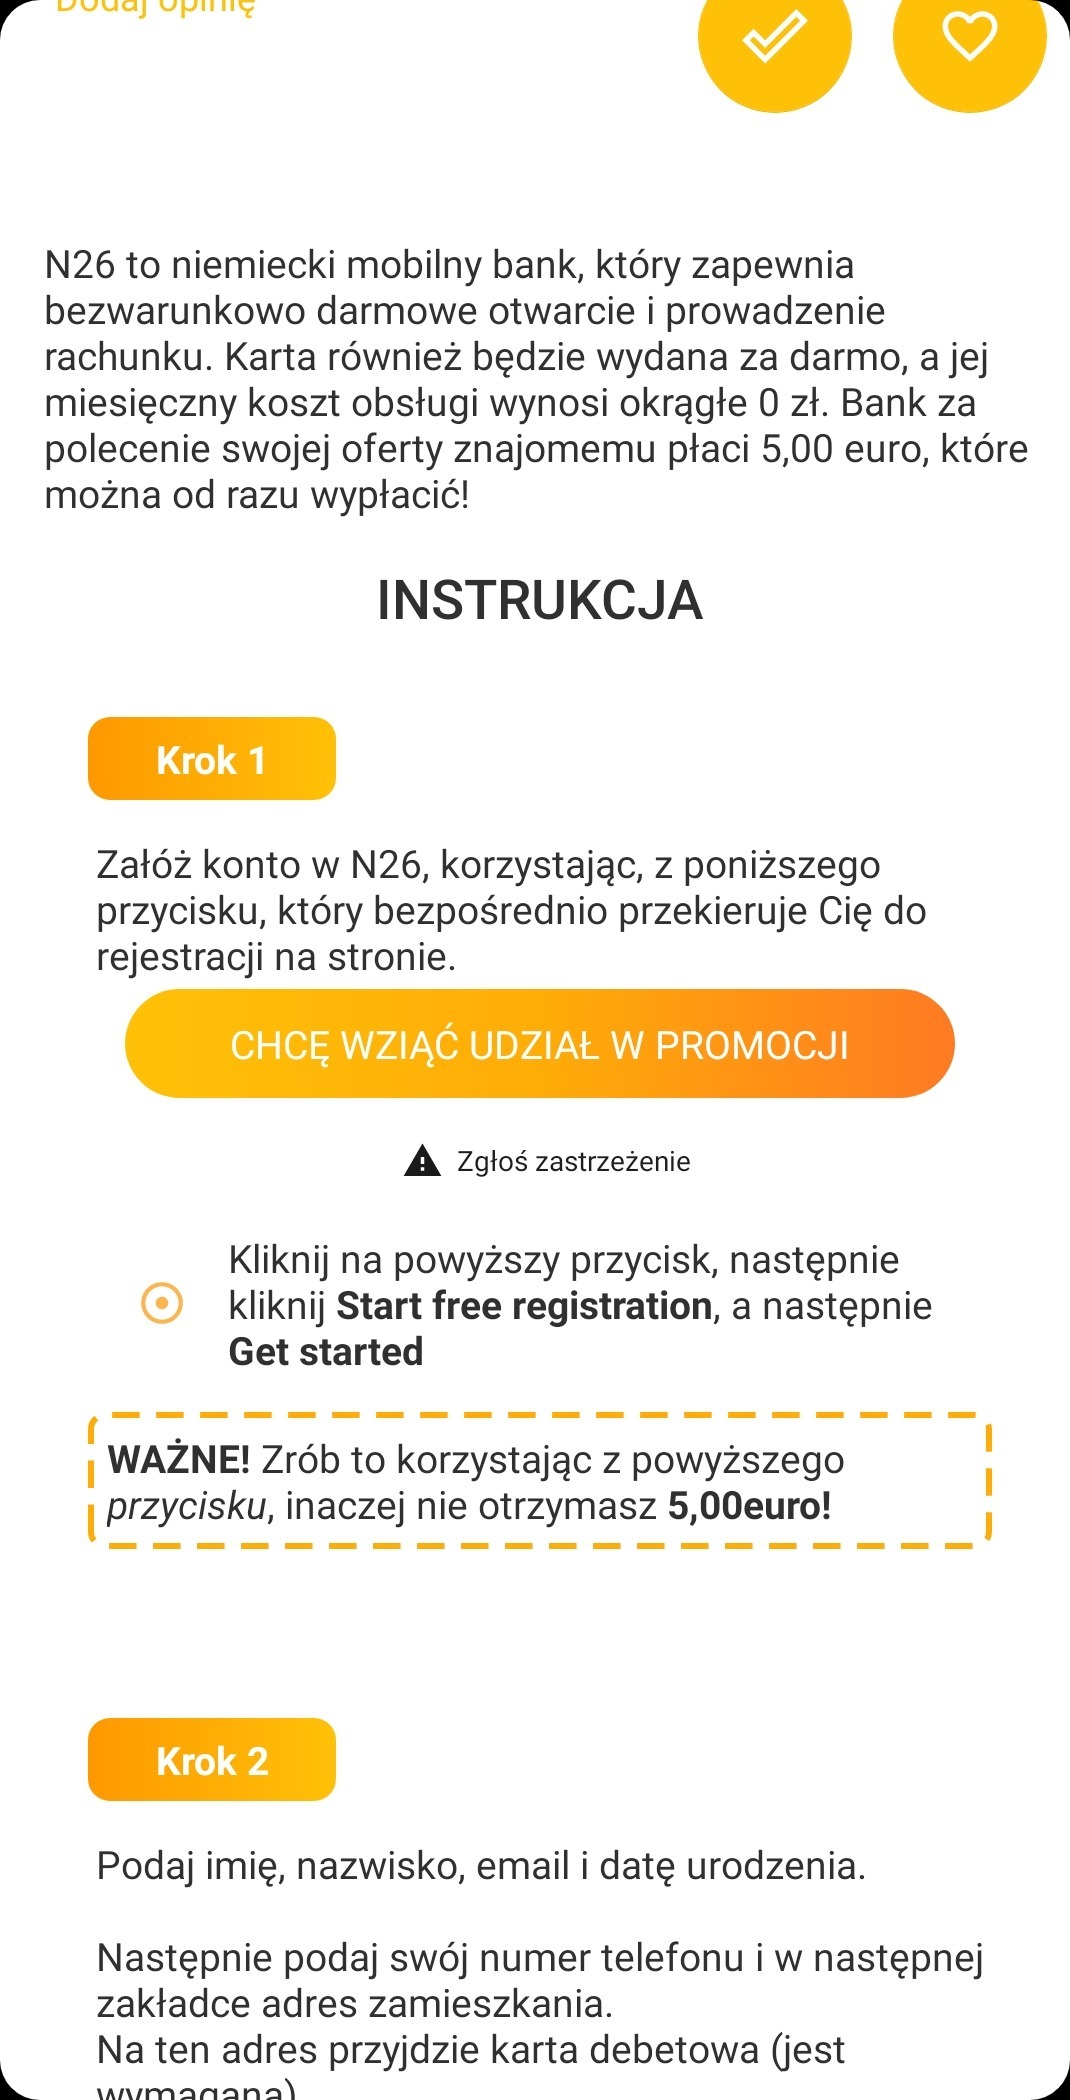 Dodaj opinię
N26 to niemiecki mobilny bank, który zapewnia
bezwarunkowo darmowe otwarcie i prowadzenie
rachunku. Karta również będzie wydana za darmo, a jej
miesięczny koszt obsługi wynosi okrągłe 0 zł. Bank za
polecenie swojej oferty znajomemu płaci 5,00 euro, które
można od razu wypłacić!
INSTRUKCJA
Krok 1
Załóż konto w N26, korzystając, z poniższego
przycisku, który bezpośrednio przekieruje Cię do
rejestracji na stronie.
CHCĘ WZIĄĆ UDZIAŁ W PROMOCJI
Zgłoś zastrzeżenie
Kliknij na powyższy przycisk, następnie
kliknij Start free registration, a następnie
Get started
WAŻNE! Zrób to korzystając z powyższego
przycisku, inaczej nie otrzymasz 5,00euro!
Krok 2
Podaj imię, nazwisko, email i datę urodzenia.
Następnie podaj swój numer telefonu i w następnej
zakładce adres zamieszkania.
Na ten adres przyjdzie karta debetowa (jest
wymagana)